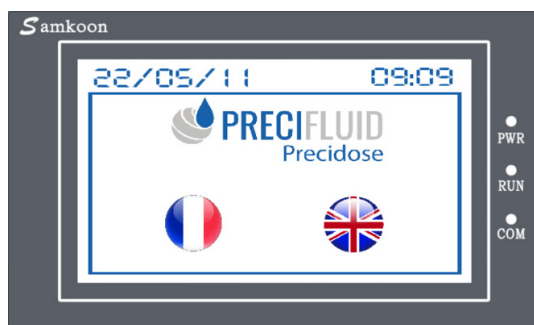 Samkoon
22/05/11 09:09
PRECIFLUID
Precidose
PWR
RUN
COM